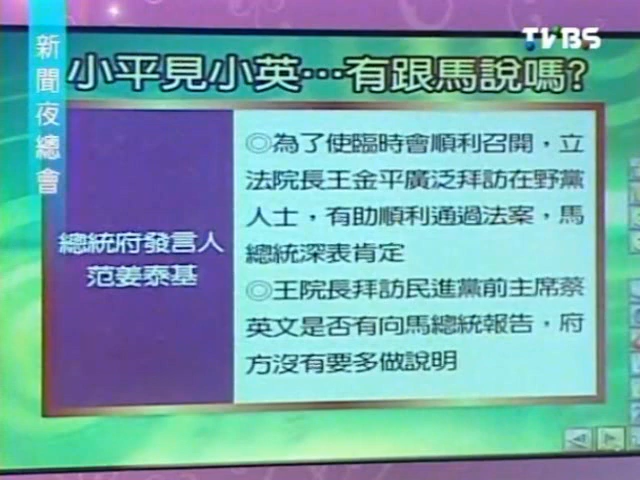 TVBS
新聞夜總會
小平見小英…有跟馬說嗎?
總統府發言人
范姜泰基
◎為了使臨時會順利召開，立
法院長王金平廣泛拜訪在野黨
人士，有助順利通過法案，馬
總統深表肯定
◎王院長拜訪民進黨前主席蔡
英文是否有向馬總統報告，府
方沒有要多做說明